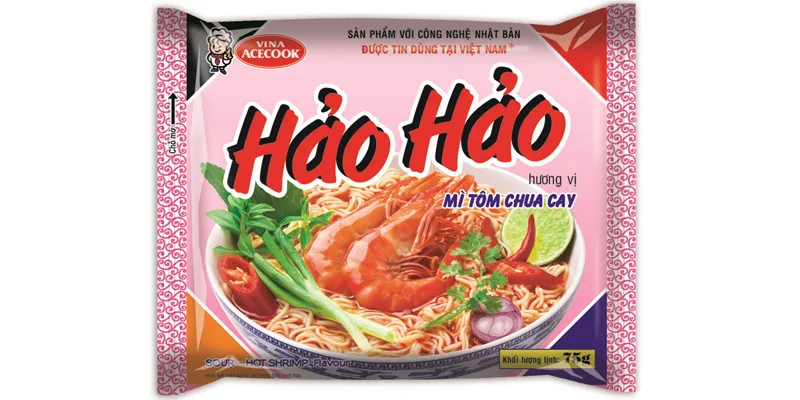 VINA
ACECOOK
SẢN PHẨM VỚI CÔNG NGHỆ NHẬT BẢN
ĐƯỢC TIN DÙNG TẠI VIỆT NAM*
Chỗ mở
Hảo Hảo
hương vị
MÌ TÔM CHUA CAY
SOUR - HOT SHRIMP Flavour
Khối lượng tịnh: 75g